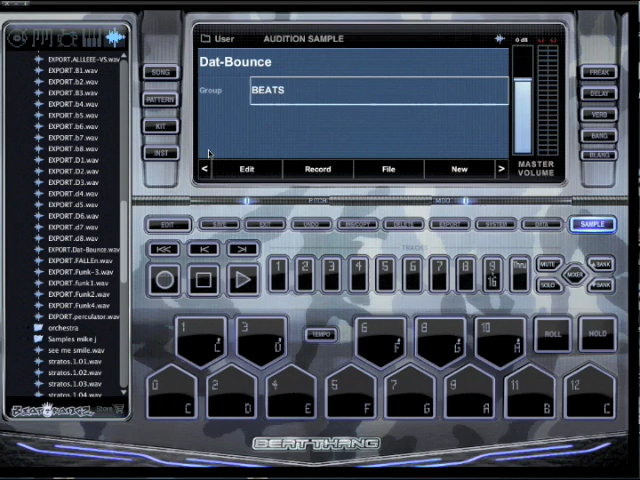 User
AUDITION SAMPLE
0 dB
Dat-Bounce
Group
BEATS
< Edit Record File New >
MASTER
VOLUME
EXPORT.ALLLEEE-VS.wav
EXPORT.B1.wav
EXPORT.b2.wav
EXPORT.B3.wav
EXPORT.b4.wav
EXPORT.b5.wav
EXPORT.b6.wav
EXPORT.b7.wav
EXPORT.b8.wav
EXPORT.D1.wav
EXPORT.D2.wav
EXPORT.D3.wav
EXPORT.d4.wav
EXPORT.d5.wav
EXPORT.D6.wav
EXPORT.d7.wav
EXPORT.d8.wav
EXPORT.Dat-Bounce.wav
EXPORT.FALLEn.wav
EXPORT.Funk-3.wav
EXPORT.funk1.wav
EXPORT.Funk2.wav
EXPORT.Funk4.wav
EXPORT.perculator.wav
orchestra
Samples mike j
see me smile.wav
stratos.1.01.wav
stratos.1.02.wav
stratos.1.03.wav
stratos.1.04.wav
BEATKANGZ
Store
SONG
PATTERN
KIT
INST
FREAK
DELAY
VERB
BANG
BLANG
PITCH
MOD
EDIT
DELETE
EXPORT
SYSTEM
SAMPLE
TRACKS
1 2 3 4 5 6 7 8 9 16 Thru
MUTE
SOLO
MIXER
BANK
BANK
1 C
3 D
TEMPO
6 F
8 G
10 A
ROLL
HOLD
0 C
2 D
4 E
5 F
7 G
9 A
11 B
12 C
BEAT THANG